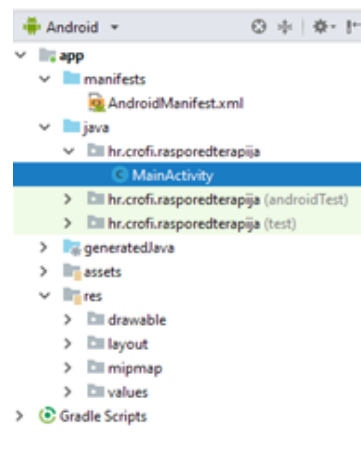 Android
app
manifests
AndroidManifest.xml
java
hr.crofi.rasporedterapija
MainActivity
hr.crofi.rasporedterapija (androidTest)
hr.crofi.rasporedterapija (test)
generatedJava
assets
res
drawable
layout
mipmap
values
Gradle Scripts